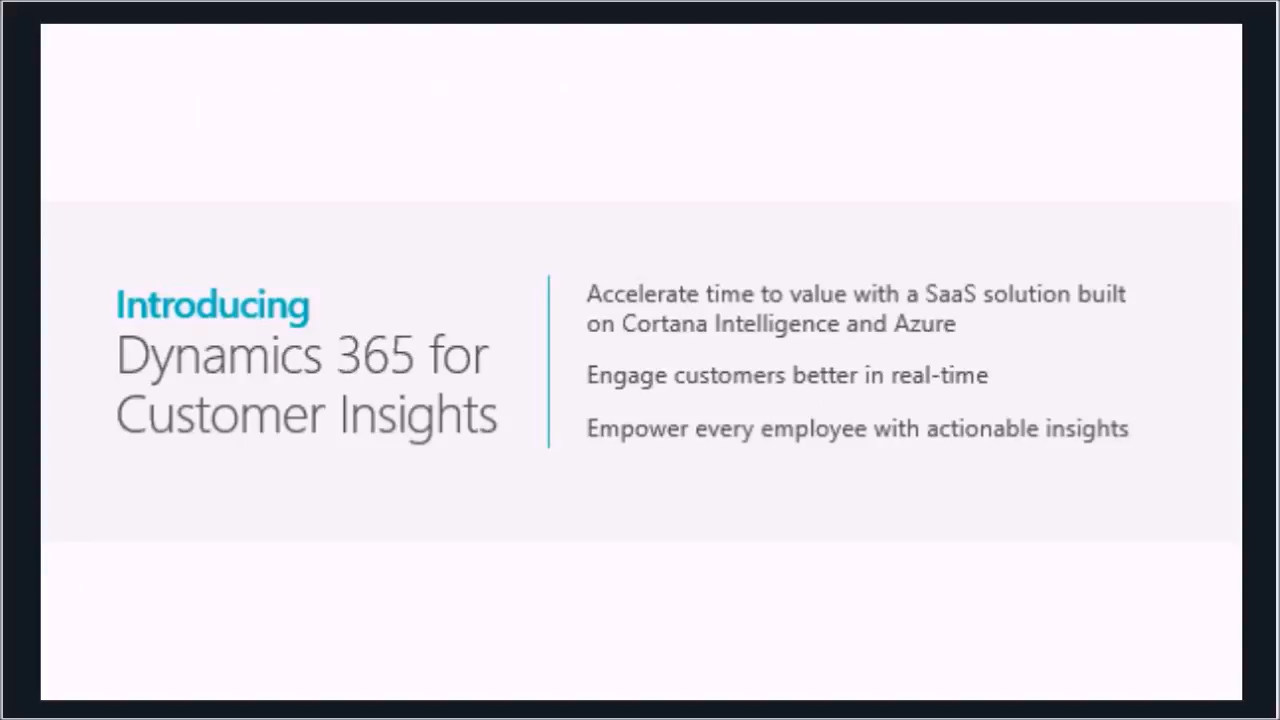 Introducing
Dynamics 365 for
Customer Insights
Accelerate time to value with a SaaS solution built
on Cortana Intelligence and Azure
Engage customers better in real-time
Empower every employee with actionable insights